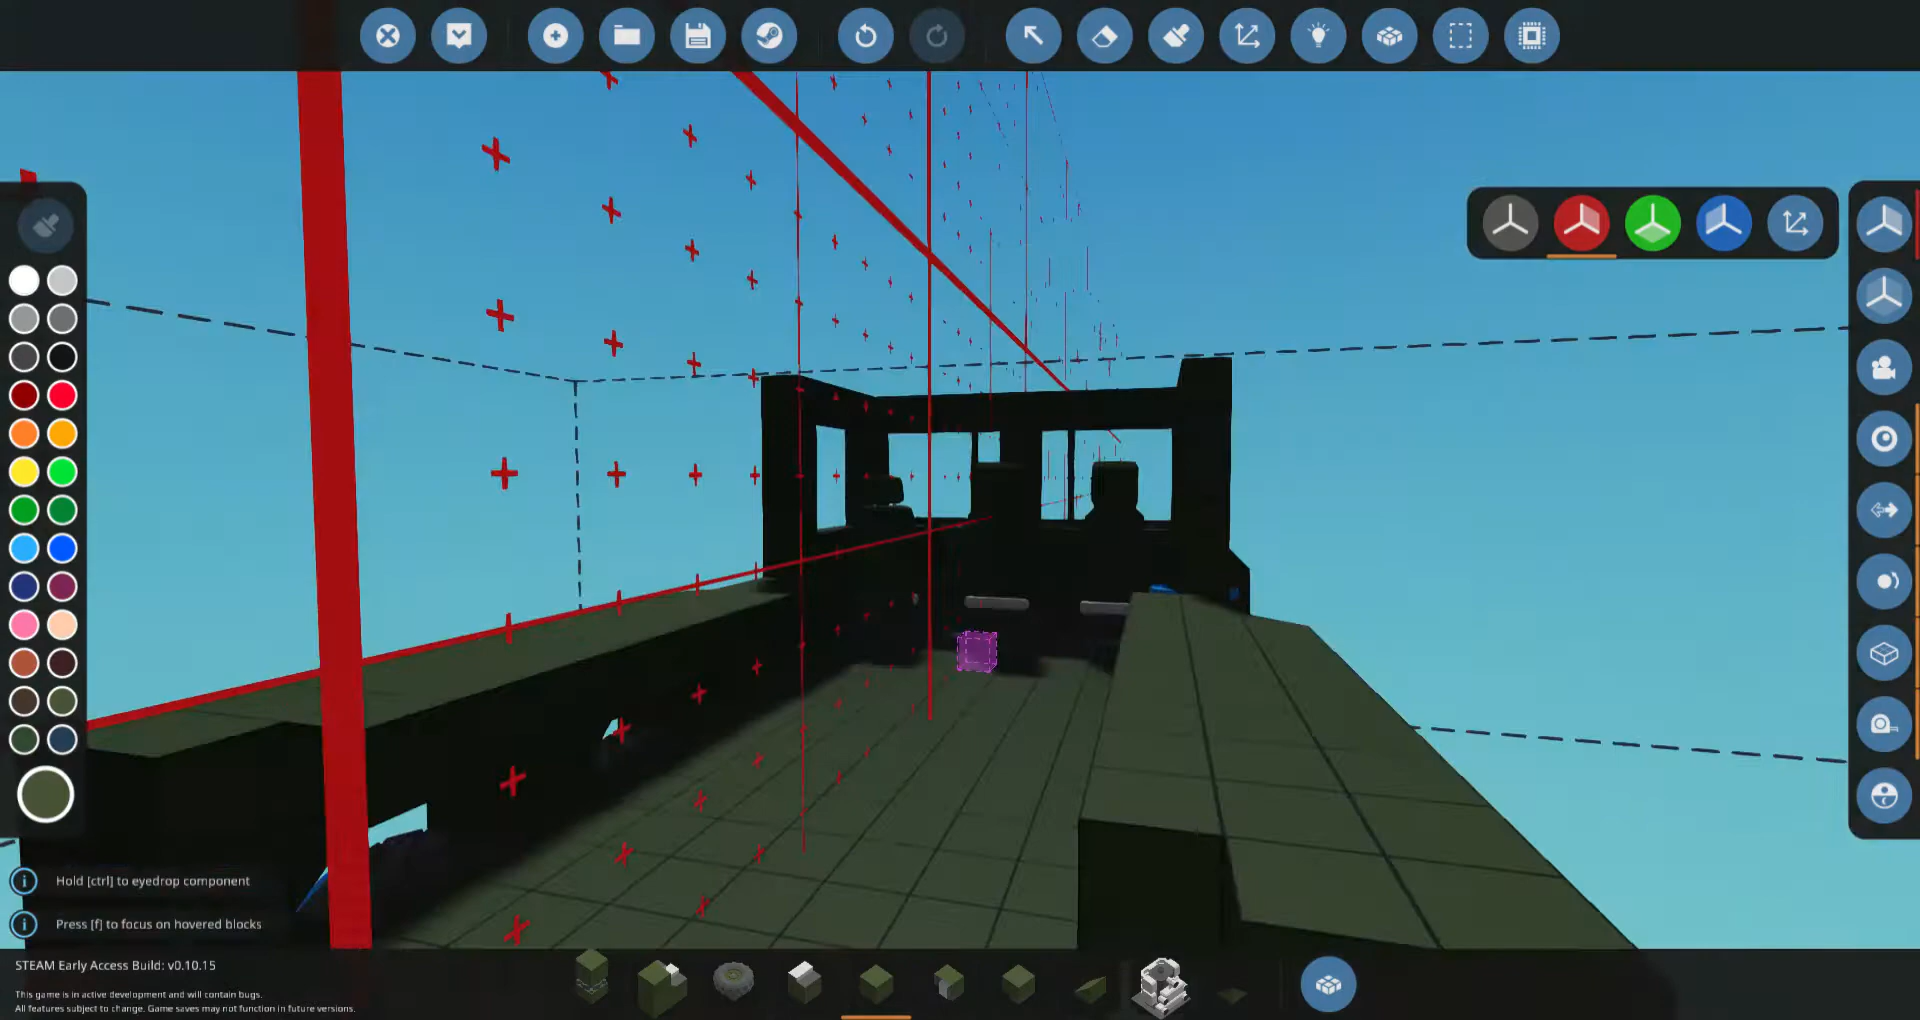 Hold [ctrl] to eyedrop component
Press [f] to focus on hovered blocks
STEAM Early Access Build: v0.10.15
This game is in active development and will contain bugs.
All features subject to change. Game saves may not function in future versions.